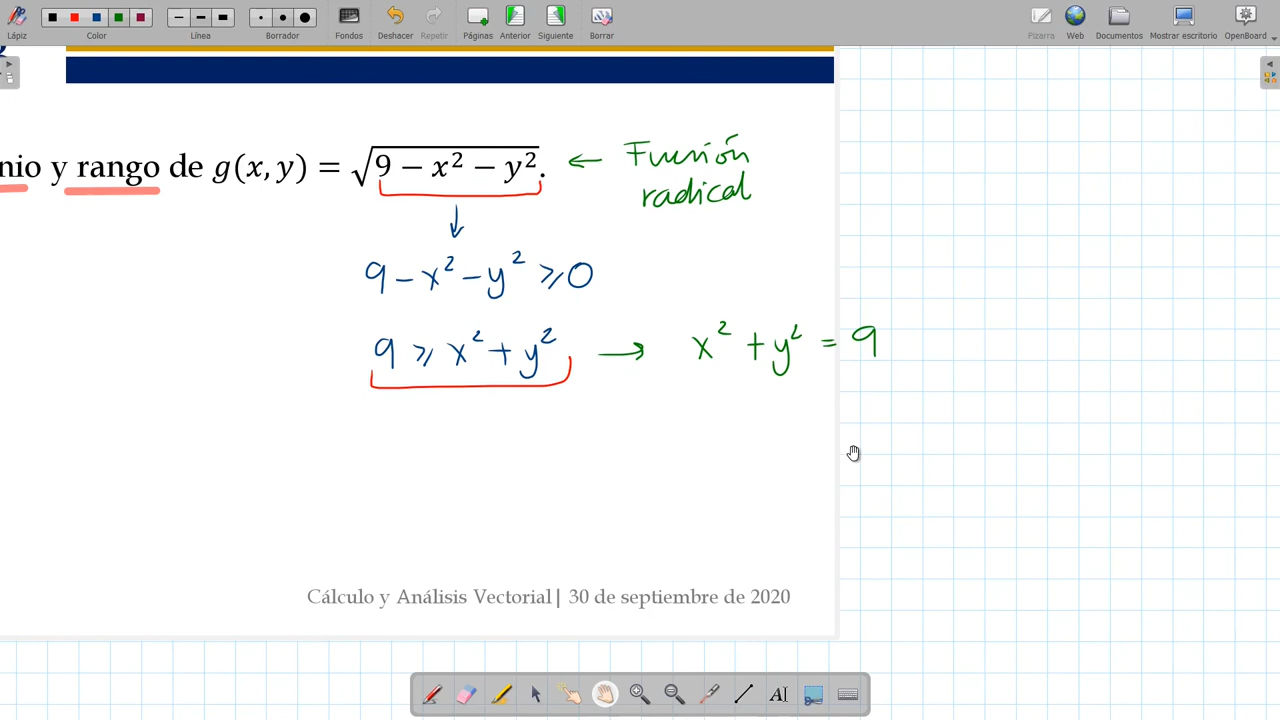 Lápiz Color Línea Borrador Fondos Deshacer Repetir Páginas Anterior Siguiente Borrar Pizarra Web Documentos Mostrar escritorio OpenBoard
nio y rango de g(x, y) = √9 − x² − y². ← Función
radical
↓
9 − x² − y² ⩾ 0
9 ⩾ x² + y² → x² + y² = 9
Cálculo y Análisis Vectorial| 30 de septiembre de 2020
AI